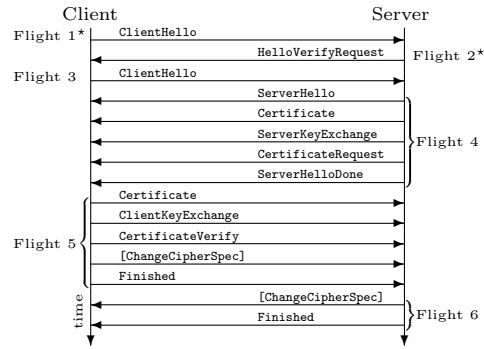 Client Server
Flight 1* ClientHello
HelloVerifyRequest Flight 2*
Flight 3 ClientHello
ServerHello
Certificate
ServerKeyExchange Flight 4
CertificateRequest
ServerHelloDone
Certificate
ClientKeyExchange
Flight 5 CertificateVerify
[ChangeCipherSpec]
Finished
time [ChangeCipherSpec]
Finished Flight 6